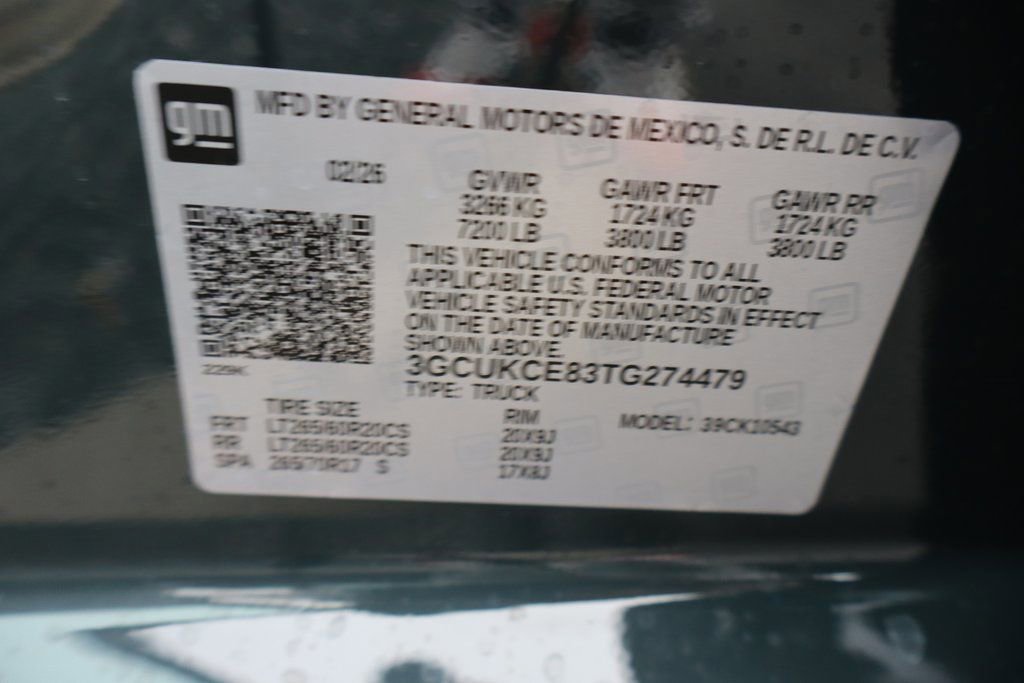 gm
MFD BY GENERAL MOTORS DE MEXICO, S. DE R.L. DE C.V.
02/26
GVWR GAWR FRT GAWR RR
3266 KG 1724 KG 1724 KG
7200 LB 3800 LB 3800 LB
THIS VEHICLE CONFORMS TO ALL
APPLICABLE U.S. FEDERAL MOTOR
VEHICLE SAFETY STANDARDS IN EFFECT
ON THE DATE OF MANUFACTURE
SHOWN ABOVE.
229K
3GCUKCE83TG274479
TYPE: TRUCK
TIRE SIZE RIM MODEL: 39CK10543
FRT LT265/60R20CS 20X9J
RR LT265/60R20CS 20X9J
SPA 265/70R17 S 17X8J